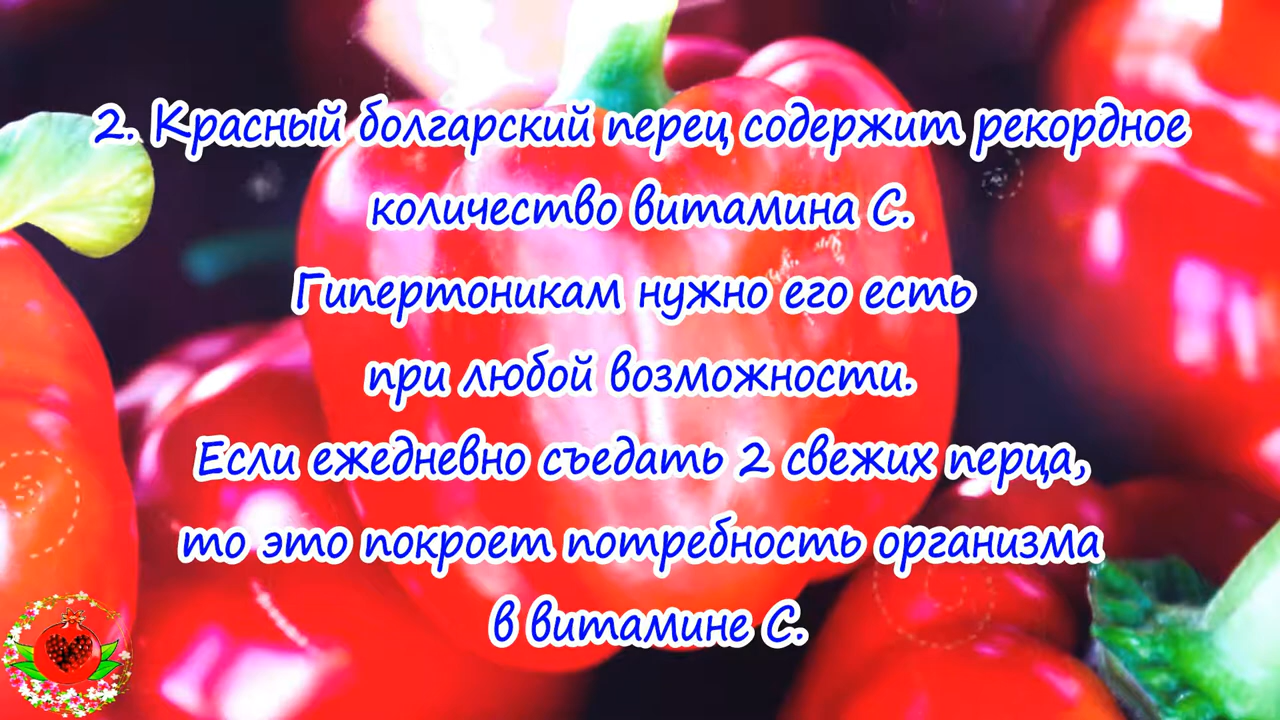 2. Красный болгарский перец содержит рекордное
количество витамина С.
Гипертоникам нужно его есть
при любой возможности.
Если ежедневно съедать 2 свежих перца,
то это покроет потребность организма
в витамине С.